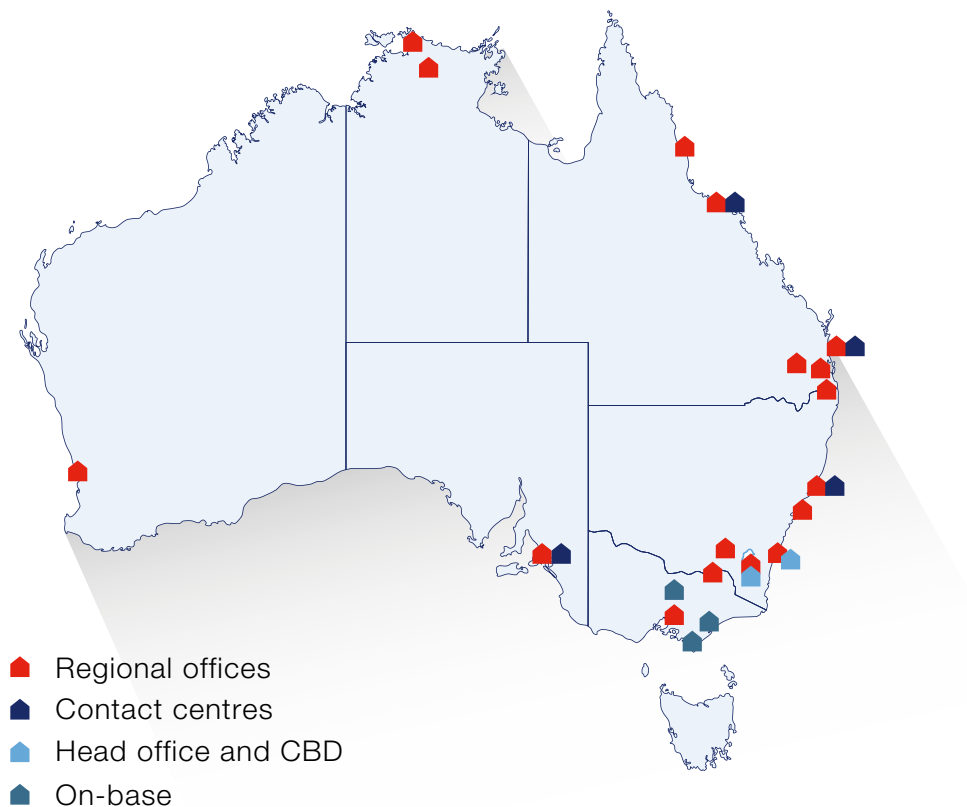 Regional offices
Contact centres
Head office and CBD
On-base